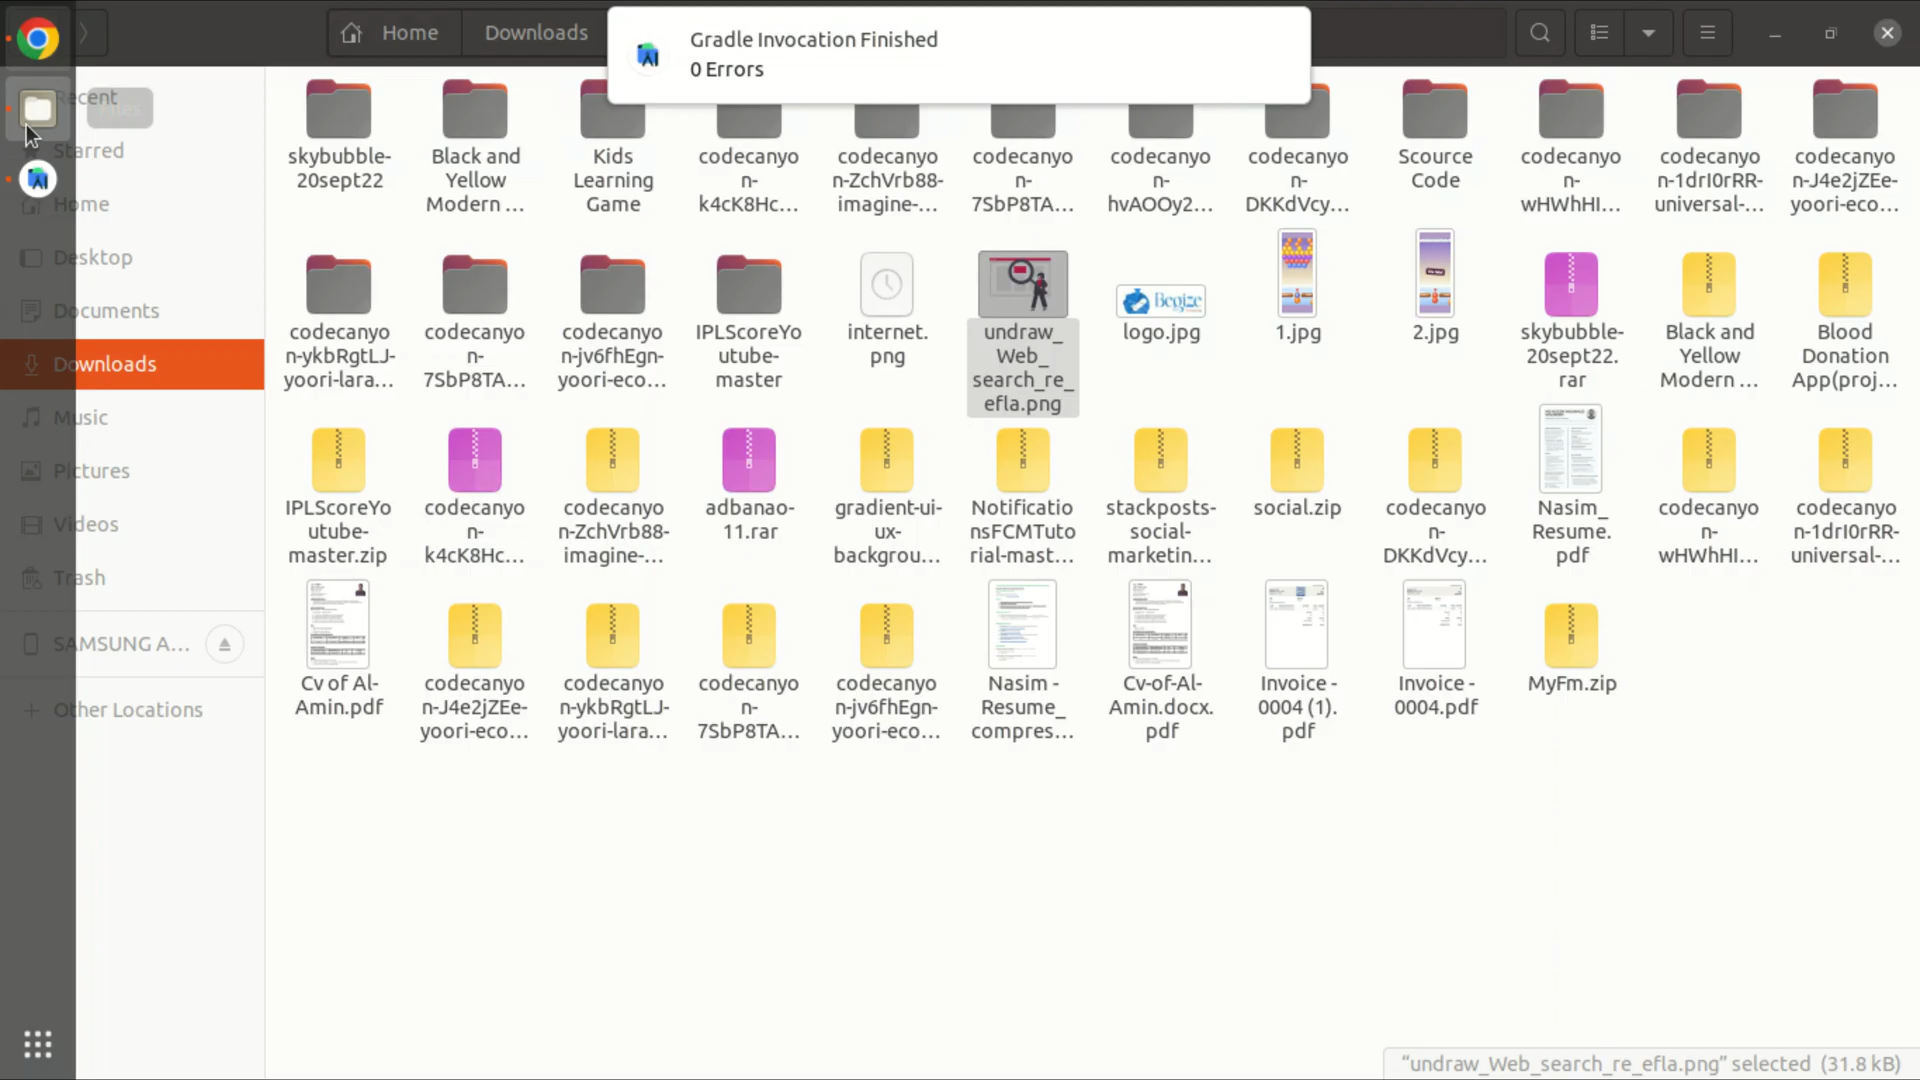 Home
Downloads
Gradle Invocation Finished
0 Errors
Recent
Starred
Home
Desktop
Documents
Downloads
Music
Pictures
Videos
Trash
SAMSUNG A...
Other Locations
skybubble-
20sept22
Black and
Yellow
Modern ...
Kids
Learning
Game
codecanyo
n-
k4cK8Hc...
codecanyo
n-ZchVrb88-
imagine-...
codecanyo
n-
7SbP8TA...
codecanyo
n-
hvAOOy2...
codecanyo
n-
DKKdVcy...
Scource
Code
codecanyo
n-
wHWhHI...
codecanyo
n-1drI0rRR-
universal-...
codecanyo
n-J4e2jZEe-
yoori-eco...
codecanyo
n-ykbRgtLJ-
yoori-lara...
codecanyo
n-
7SbP8TA...
codecanyo
n-jv6fhEgn-
yoori-eco...
IPLScoreYo
utube-
master
internet.
png
undraw_
Web_
search_re_
efla.png
Begize
logo.jpg
1.jpg
2.jpg
skybubble-
20sept22.
rar
Black and
Yellow
Modern ...
Blood
Donation
App(proj...
IPLScoreYo
utube-
master.zip
codecanyo
n-
k4cK8Hc...
codecanyo
n-ZchVrb88-
imagine-...
adbanao-
11.rar
gradient-ui-
ux-
backgrou...
Notificatio
nsFCMTuto
rial-mast...
stackposts-
social-
marketin...
social.zip
codecanyo
n-
DKKdVcy...
Nasim_
Resume.
pdf
codecanyo
n-
wHWhHI...
codecanyo
n-1drI0rRR-
universal-...
Cv of Al-
Amin.pdf
codecanyo
n-J4e2jZEe-
yoori-eco...
codecanyo
n-ykbRgtLJ-
yoori-lara...
codecanyo
n-
7SbP8TA...
codecanyo
n-jv6fhEgn-
yoori-eco...
Nasim -
Resume_
compres...
Cv-of-Al-
Amin.docx.
pdf
Invoice -
0004 (1).
pdf
Invoice -
0004.pdf
MyFm.zip
“undraw_Web_search_re_efla.png” selected (31.8 kB)